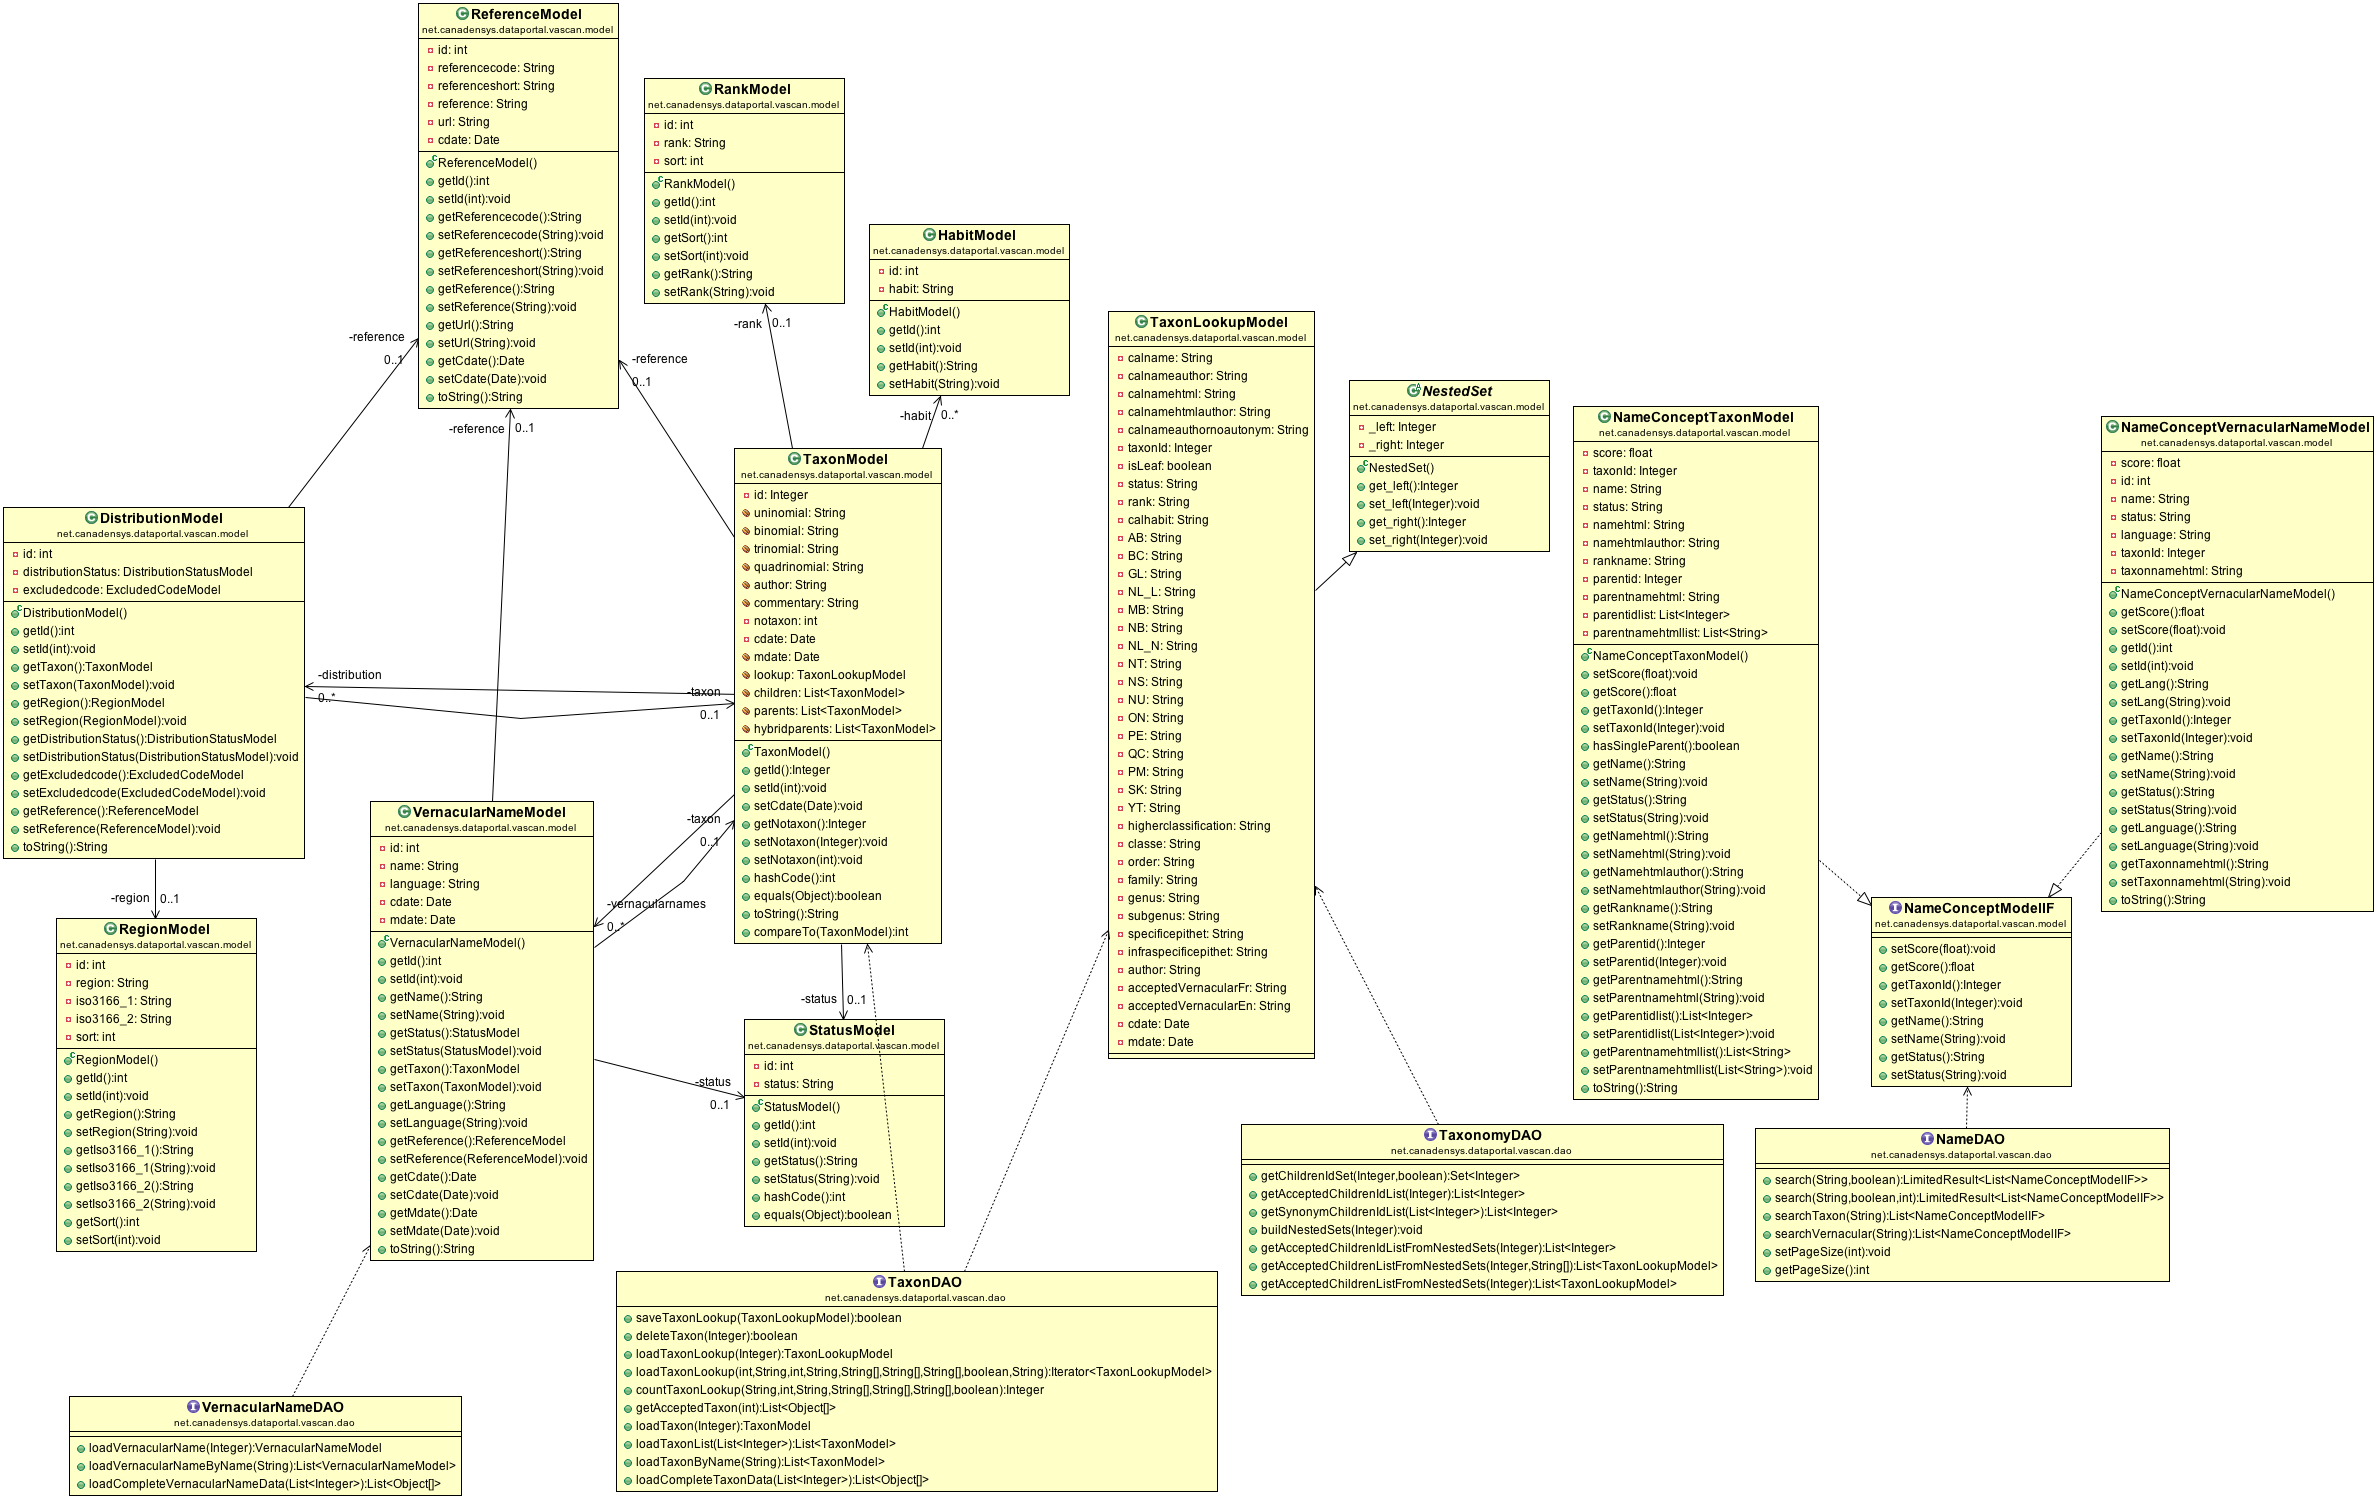 ReferenceModel
net.canadensys.dataportal.vascan.model
id: int
referencecode: String
referenceshort: String
reference: String
url: String
cdate: Date
ReferenceModel()
getId():int
setId(int):void
getReferencecode():String
setReferencecode(String):void
getReferenceshort():String
setReferenceshort(String):void
getReference():String
setReference(String):void
getUrl():String
setUrl(String):void
getCdate():Date
setCdate(Date):void
toString():String
RankModel
net.canadensys.dataportal.vascan.model
id: int
rank: String
sort: int
RankModel()
getId():int
setId(int):void
getSort():int
setSort(int):void
getRank():String
setRank(String):void
HabitModel
net.canadensys.dataportal.vascan.model
id: int
habit: String
HabitModel()
getId():int
setId(int):void
getHabit():String
setHabit(String):void
-reference
0..1
-reference
0..1
-rank
0..1
-habit
0..*
-reference
0..1
TaxonModel
net.canadensys.dataportal.vascan.model
id: Integer
uninomial: String
binomial: String
trinomial: String
quadrinomial: String
author: String
commentary: String
notaxon: int
cdate: Date
mdate: Date
lookup: TaxonLookupModel
children: List<TaxonModel>
parents: List<TaxonModel>
hybridparents: List<TaxonModel>
TaxonModel()
getId():Integer
setId(int):void
setCdate(Date):void
getNotaxon():Integer
setNotaxon(Integer):void
setNotaxon(int):void
hashCode():int
equals(Object):boolean
toString():String
compareTo(TaxonModel):int
DistributionModel
net.canadensys.dataportal.vascan.model
id: int
distributionStatus: DistributionStatusModel
excludedcode: ExcludedCodeModel
DistributionModel()
getId():int
setId(int):void
getTaxon():TaxonModel
setTaxon(TaxonModel):void
getRegion():RegionModel
setRegion(RegionModel):void
getDistributionStatus():DistributionStatusModel
setDistributionStatus(DistributionStatusModel):void
getExcludedcode():ExcludedCodeModel
setExcludedcode(ExcludedCodeModel):void
getReference():ReferenceModel
setReference(ReferenceModel):void
toString():String
-distribution
0..*
-taxon
0..1
-taxon
0..1
-vernacularnames
0..*
-region
0..1
-status
0..1
-status
0..1
RegionModel
net.canadensys.dataportal.vascan.model
id: int
region: String
iso3166_1: String
iso3166_2: String
sort: int
RegionModel()
getId():int
setId(int):void
getRegion():String
setRegion(String):void
getIso3166_1():String
setIso3166_1(String):void
getIso3166_2():String
setIso3166_2(String):void
getSort():int
setSort(int):void
VernacularNameModel
net.canadensys.dataportal.vascan.model
id: int
name: String
language: String
cdate: Date
mdate: Date
VernacularNameModel()
getId():int
setId(int):void
getName():String
setName(String):void
getStatus():StatusModel
setStatus(StatusModel):void
getTaxon():TaxonModel
setTaxon(TaxonModel):void
getLanguage():String
setLanguage(String):void
getReference():ReferenceModel
setReference(ReferenceModel):void
getCdate():Date
setCdate(Date):void
getMdate():Date
setMdate(Date):void
toString():String
StatusModel
net.canadensys.dataportal.vascan.model
id: int
status: String
StatusModel()
getId():int
setId(int):void
getStatus():String
setStatus(String):void
hashCode():int
equals(Object):boolean
TaxonLookupModel
net.canadensys.dataportal.vascan.model
calname: String
calnameauthor: String
calnamehtml: String
calnamehtmlauthor: String
calnameauthornoautonym: String
taxonId: Integer
isLeaf: boolean
status: String
rank: String
calhabit: String
AB: String
BC: String
GL: String
NL_L: String
MB: String
NB: String
NL_N: String
NT: String
NS: String
NU: String
ON: String
PE: String
QC: String
PM: String
SK: String
YT: String
higherclassification: String
classe: String
order: String
family: String
genus: String
subgenus: String
specificepithet: String
infraspecificepithet: String
author: String
acceptedVernacularFr: String
acceptedVernacularEn: String
cdate: Date
mdate: Date
NestedSet
net.canadensys.dataportal.vascan.model
_left: Integer
_right: Integer
NestedSet()
get_left():Integer
set_left(Integer):void
get_right():Integer
set_right(Integer):void
NameConceptTaxonModel
net.canadensys.dataportal.vascan.model
score: float
taxonId: Integer
name: String
status: String
namehtml: String
namehtmlauthor: String
rankname: String
parentid: Integer
parentnamehtml: String
parentidlist: List<Integer>
parentnamehtmllist: List<String>
NameConceptTaxonModel()
setScore(float):void
getScore():float
getTaxonId():Integer
setTaxonId(Integer):void
hasSingleParent():boolean
getName():String
setName(String):void
getStatus():String
setStatus(String):void
getNamehtml():String
setNamehtml(String):void
getNamehtmlauthor():String
setNamehtmlauthor(String):void
getRankname():String
setRankname(String):void
getParentid():Integer
setParentid(Integer):void
getParentnamehtml():String
setParentnamehtml(String):void
getParentidlist():List<Integer>
setParentidlist(List<Integer>):void
getParentnamehtmllist():List<String>
setParentnamehtmllist(List<String>):void
toString():String
NameConceptVernacularNameModel
net.canadensys.dataportal.vascan.model
score: float
id: int
name: String
status: String
language: String
taxonId: Integer
taxonnamehtml: String
NameConceptVernacularNameModel()
getScore():float
setScore(float):void
getId():int
setId(int):void
getLang():String
setLang(String):void
getTaxonId():Integer
setTaxonId(Integer):void
getName():String
setName(String):void
getStatus():String
setStatus(String):void
getLanguage():String
setLanguage(String):void
getTaxonnamehtml():String
setTaxonnamehtml(String):void
toString():String
NameConceptModelIF
net.canadensys.dataportal.vascan.model
setScore(float):void
getScore():float
getTaxonId():Integer
setTaxonId(Integer):void
getName():String
setName(String):void
getStatus():String
setStatus(String):void
TaxonomyDAO
net.canadensys.dataportal.vascan.dao
getChildrenIdSet(Integer,boolean):Set<Integer>
getAcceptedChildrenIdList(Integer):List<Integer>
getSynonymChildrenIdList(List<Integer>):List<Integer>
buildNestedSets(Integer):void
getAcceptedChildrenIdListFromNestedSets(Integer):List<Integer>
getAcceptedChildrenListFromNestedSets(Integer,String[]):List<TaxonLookupModel>
getAcceptedChildrenListFromNestedSets(Integer):List<TaxonLookupModel>
NameDAO
net.canadensys.dataportal.vascan.dao
search(String,boolean):LimitedResult<List<NameConceptModelIF>>
search(String,boolean,int):LimitedResult<List<NameConceptModelIF>>
searchTaxon(String):List<NameConceptModelIF>
searchVernacular(String):List<NameConceptModelIF>
setPageSize(int):void
getPageSize():int
TaxonDAO
net.canadensys.dataportal.vascan.dao
saveTaxonLookup(TaxonLookupModel):boolean
deleteTaxon(Integer):boolean
loadTaxonLookup(Integer):TaxonLookupModel
loadTaxonLookup(int,String,int,String,String[],String[],String[],boolean,String):Iterator<TaxonLookupModel>
countTaxonLookup(String,int,String,String[],String[],String[],boolean):Integer
getAcceptedTaxon(int):List<Object[]>
loadTaxon(Integer):TaxonModel
loadTaxonList(List<Integer>):List<TaxonModel>
loadTaxonByName(String):List<TaxonModel>
loadCompleteTaxonData(List<Integer>):List<Object[]>
VernacularNameDAO
net.canadensys.dataportal.vascan.dao
loadVernacularName(Integer):VernacularNameModel
loadVernacularNameByName(String):List<VernacularNameModel>
loadCompleteVernacularNameData(List<Integer>):List<Object[]>